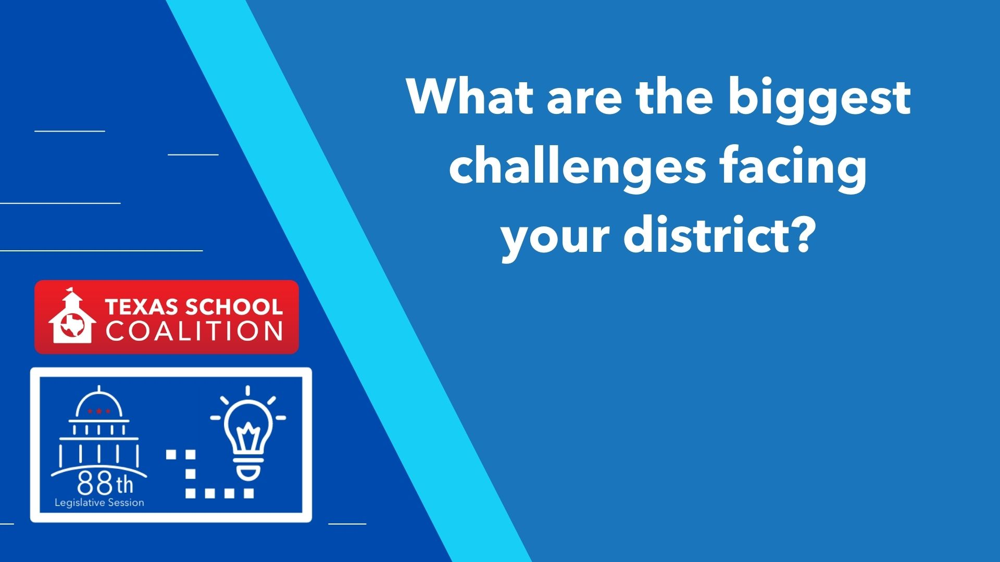 What are the biggest
challenges facing
your district?
TEXAS SCHOOL
COALITION
88th
Legislative Session